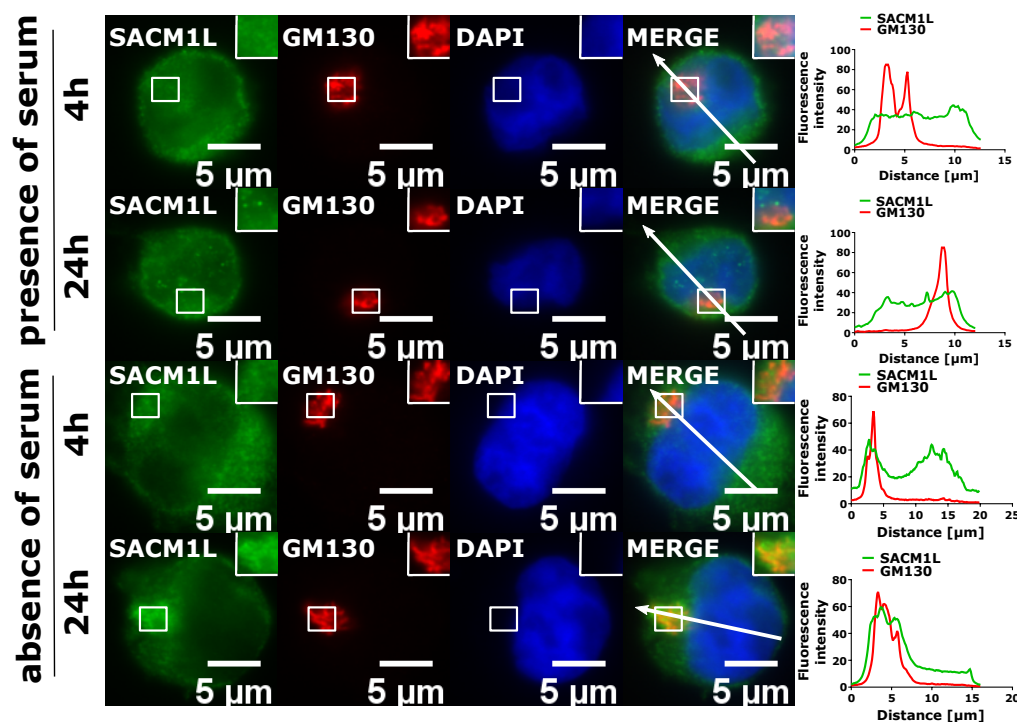 presence of serum
absence of serum
4h
SACM1L GM130 DAPI MERGE
5 µm 5 µm 5 µm 5 µm
SACM1L
GM130
Fluorescence
intensity
100
80
60
40
20
0
0 5 10 15
Distance [µm]
24h
SACM1L GM130 DAPI MERGE
5 µm 5 µm 5 µm 5 µm
SACM1L
GM130
Fluorescence
intensity
100
80
60
40
20
0
0 5 10 15
Distance [µm]
4h
SACM1L GM130 DAPI MERGE
5 µm 5 µm 5 µm 5 µm
SACM1L
GM130
Fluorescence
intensity
80
60
40
20
0
0 5 10 15 20 25
Distance [µm]
24h
SACM1L GM130 DAPI MERGE
5 µm 5 µm 5 µm 5 µm
SACM1L
GM130
Fluorescence
intensity
80
60
40
20
0
0 5 10 15 20
Distance [µm]